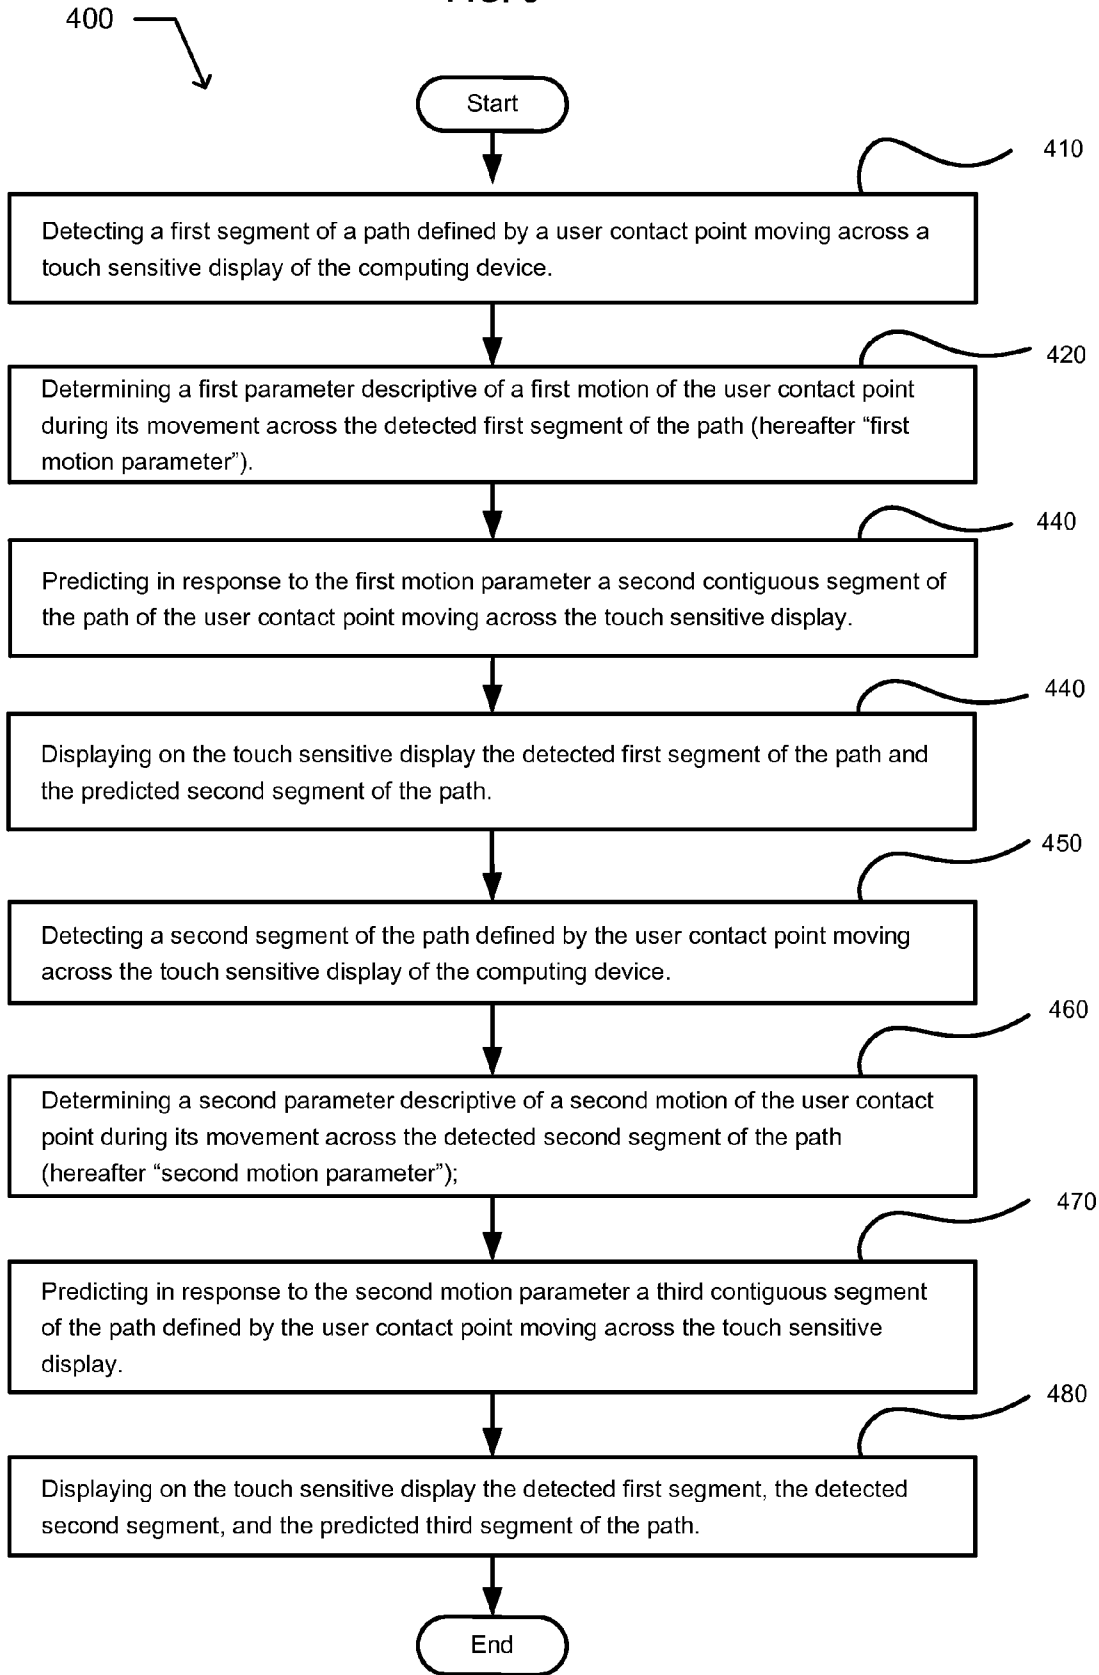 400
Start
410
Detecting a first segment of a path defined by a user contact point moving across a
touch sensitive display of the computing device.
420
Determining a first parameter descriptive of a first motion of the user contact point
during its movement across the detected first segment of the path (hereafter “first
motion parameter”).
440
Predicting in response to the first motion parameter a second contiguous segment of
the path of the user contact point moving across the touch sensitive display.
440
Displaying on the touch sensitive display the detected first segment of the path and
the predicted second segment of the path.
450
Detecting a second segment of the path defined by the user contact point moving
across the touch sensitive display of the computing device.
460
Determining a second parameter descriptive of a second motion of the user contact
point during its movement across the detected second segment of the path
(hereafter “second motion parameter”);
470
Predicting in response to the second motion parameter a third contiguous segment
of the path defined by the user contact point moving across the touch sensitive
display.
480
Displaying on the touch sensitive display the detected first segment, the detected
second segment, and the predicted third segment of the path.
End